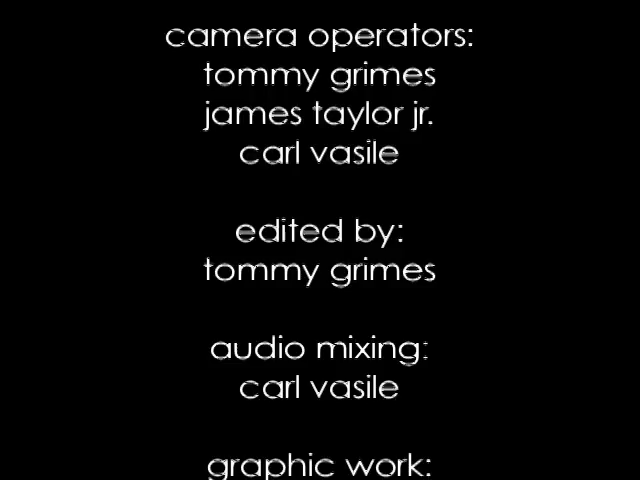 camera operators:
tommy grimes
james taylor jr.
carl vasile
edited by:
tommy grimes
audio mixing:
carl vasile
graphic work: